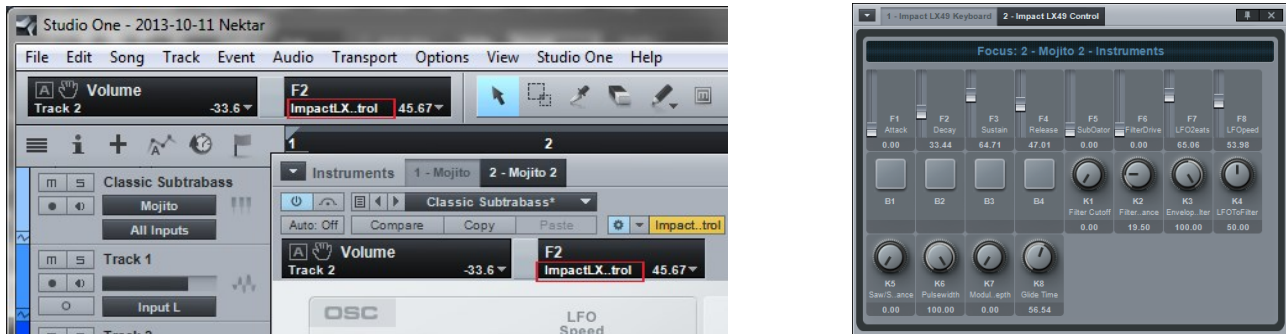 Studio One - 2013-10-11 Nektar
File Edit Song Track Event Audio Transport Options View Studio One Help
A Volume F2
Track 2 -33.6 ImpactLX..trol 45.67
1 2
Instruments 1 - Mojito 2 - Mojito 2
m s Classic Subtrabass
Mojito
All Inputs
m s Track 1
Input L
Classic Subtrabass*
Auto: Off Compare Copy Paste Impact..trol
A Volume F2
Track 2 -33.6 ImpactLX..trol 45.67
OSC LFO
Speed
1 - Impact LX49 Keyboard 2 - Impact LX49 Control
Focus: 2 - Mojito 2 - Instruments
F1 F2 F3 F4 F5 F6 F7 F8
Attack Decay Sustain Release SubOator FilterDrive LFO2eats LFOpeed
0.00 33.44 64.71 47.01 0.00 0.00 65.06 53.98
B1 B2 B3 B4 K1 K2 K3 K4
Filter Cutoff Filter..ance Envelop..lter LFOToFilter
0.00 19.50 100.00 50.00
K5 K6 K7 K8
Saw/S..ance Pulsewidth Modul..epth Glide Time
0.00 100.00 0.00 56.54